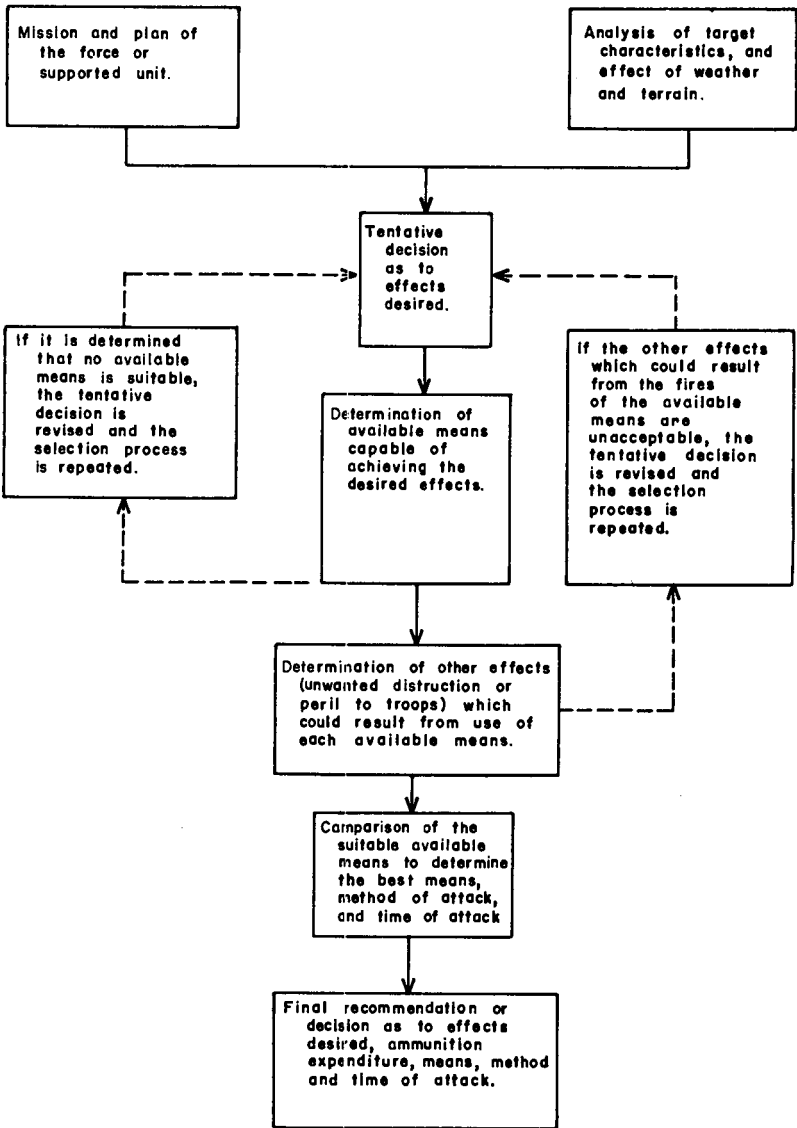 Mission and plan of
the force or
supported unit.
Analysis of target
characteristics, and
effect of weather
and terrain.
Tentative
decision
as to
effects
desired.
If it is determined
that no available
means is suitable,
the tentative
decision is
revised and the
selection process
is repeated.
Determination of
available means
capable of
achieving the
desired effects.
if the other effects
which could result
from the fires
of the available
means are
unacceptable, the
tentative decision
is revised and
the selection
process is
repeated.
Determination of other effects
(unwanted distruction or
peril to troops) which
could result from use of
each available means.
Comparison of the
suitable available
means to determine
the best means,
method of attack,
and time of attack
Final recommendation or
decision as to effects
desired, ammunition
expenditure, means, method
and time of attack.